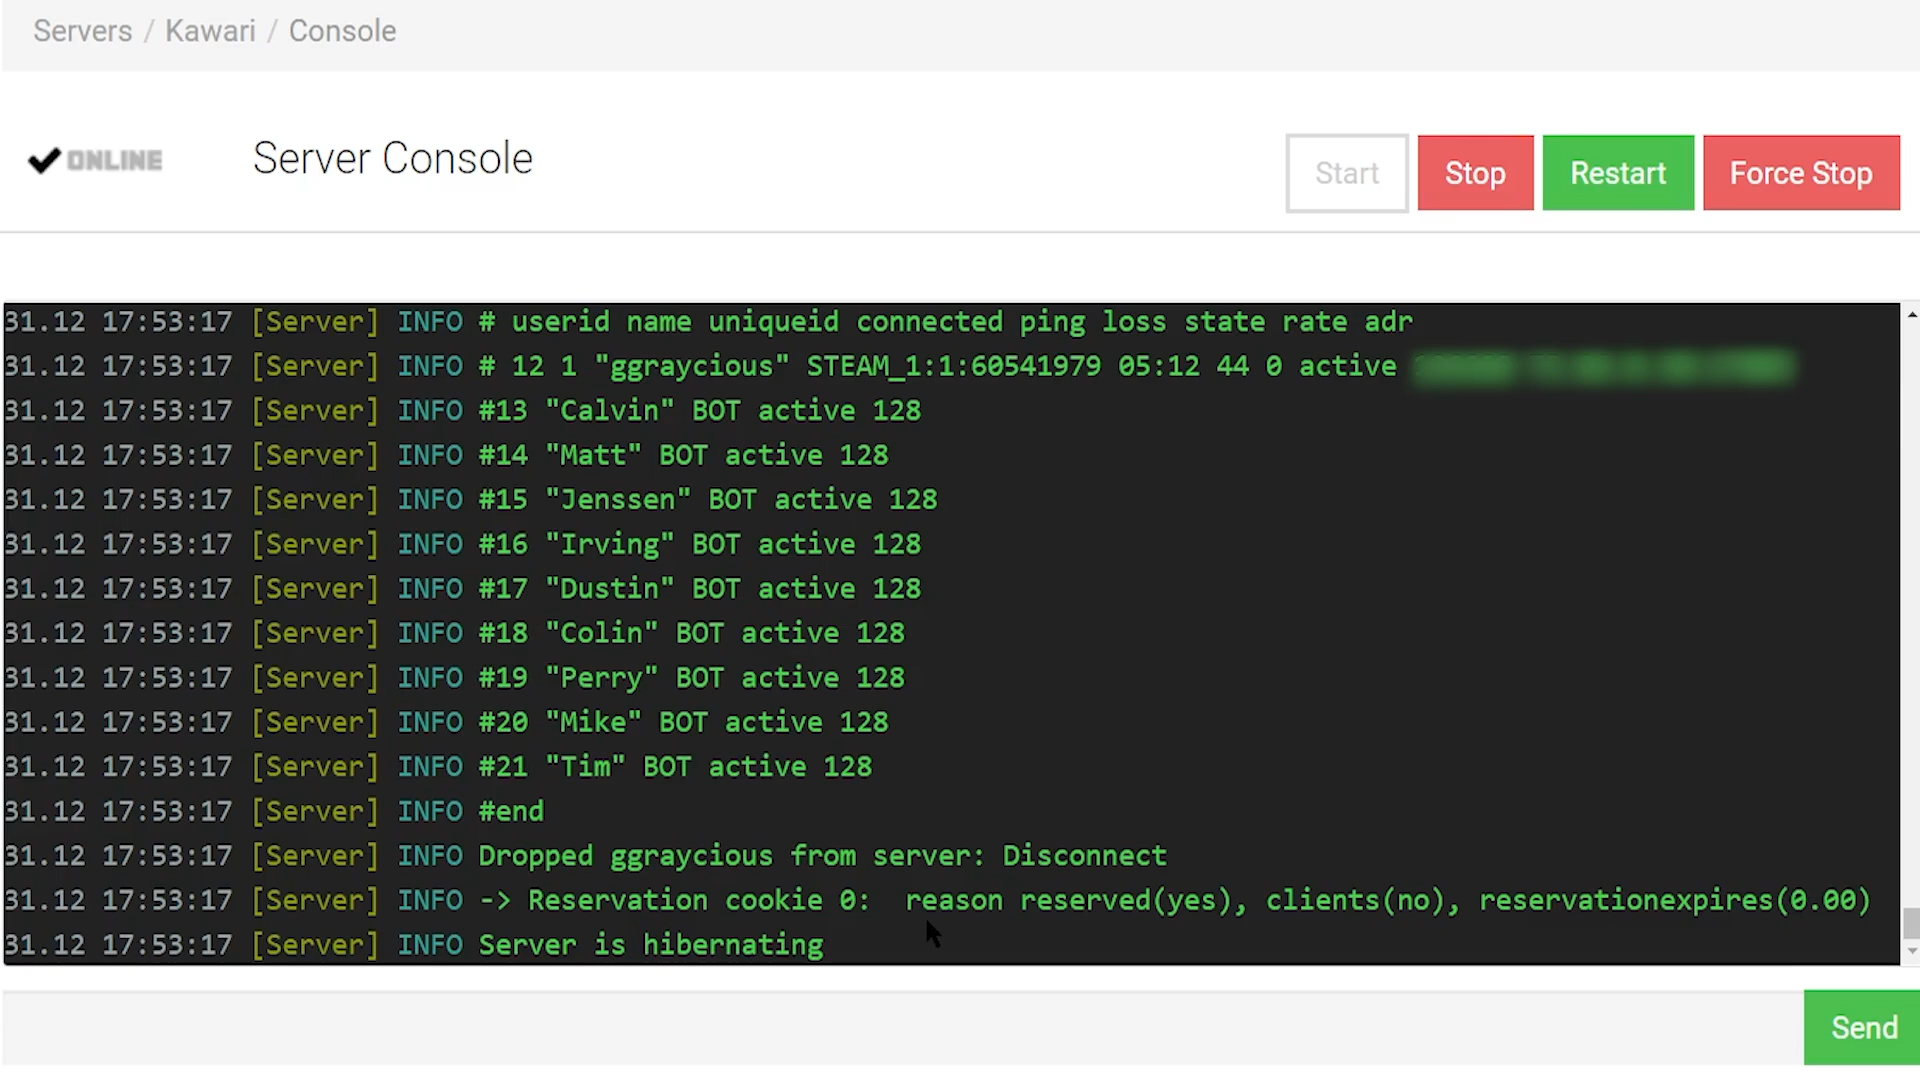 Servers / Kawari / Console
ONLINE
Server Console
Start
Stop
Restart
Force Stop
31.12 17:53:17 [Server] INFO # userid name uniqueid connected ping loss state rate adr
31.12 17:53:17 [Server] INFO # 12 1 "ggraycious" STEAM_1:1:60541979 05:12 44 0 active
31.12 17:53:17 [Server] INFO #13 "Calvin" BOT active 128
31.12 17:53:17 [Server] INFO #14 "Matt" BOT active 128
31.12 17:53:17 [Server] INFO #15 "Jenssen" BOT active 128
31.12 17:53:17 [Server] INFO #16 "Irving" BOT active 128
31.12 17:53:17 [Server] INFO #17 "Dustin" BOT active 128
31.12 17:53:17 [Server] INFO #18 "Colin" BOT active 128
31.12 17:53:17 [Server] INFO #19 "Perry" BOT active 128
31.12 17:53:17 [Server] INFO #20 "Mike" BOT active 128
31.12 17:53:17 [Server] INFO #21 "Tim" BOT active 128
31.12 17:53:17 [Server] INFO #end
31.12 17:53:17 [Server] INFO Dropped ggraycious from server: Disconnect
31.12 17:53:17 [Server] INFO -> Reservation cookie 0:  reason reserved(yes), clients(no), reservationexpires(0.00)
31.12 17:53:17 [Server] INFO Server is hibernating
Send